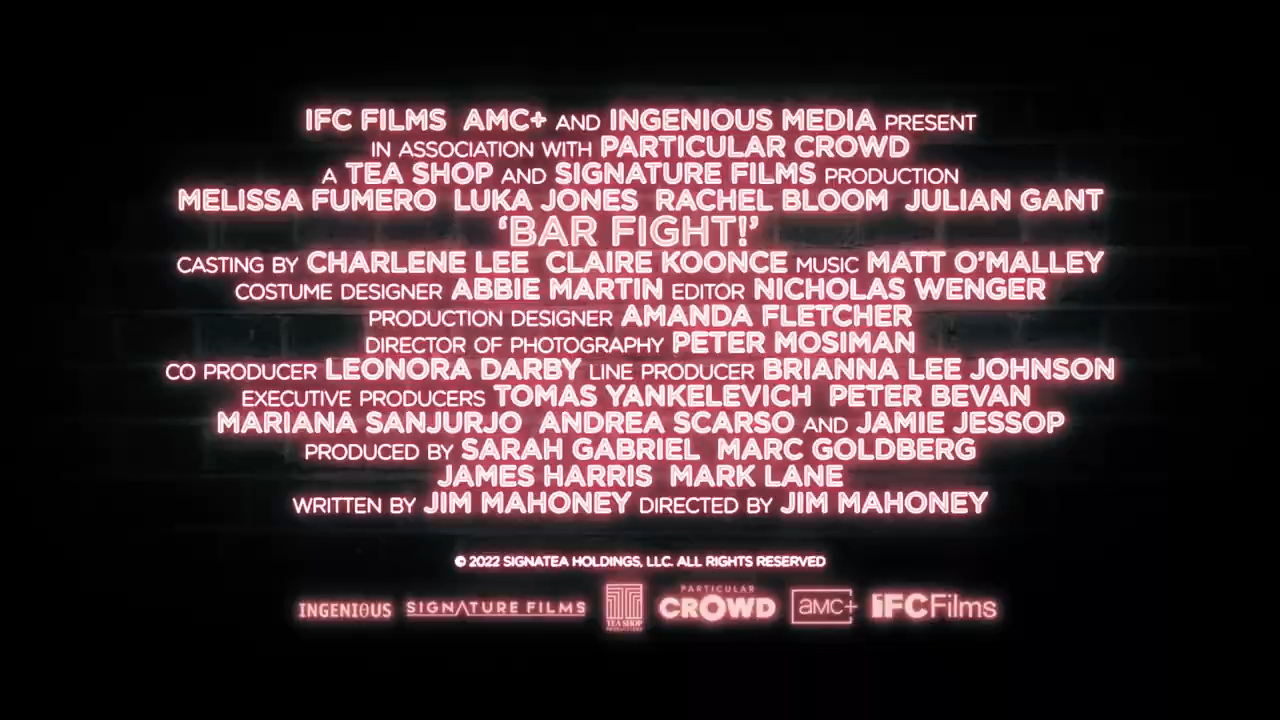 IFC FILMS AMC+ AND INGENIOUS MEDIA PRESENT
IN ASSOCIATION WITH PARTICULAR CROWD
A TEA SHOP AND SIGNATURE FILMS PRODUCTION
MELISSA FUMERO LUKA JONES RACHEL BLOOM JULIAN GANT
‘BAR FIGHT!’
CASTING BY CHARLENE LEE CLAIRE KOONCE MUSIC MATT O’MALLEY
COSTUME DESIGNER ABBIE MARTIN EDITOR NICHOLAS WENGER
PRODUCTION DESIGNER AMANDA FLETCHER
DIRECTOR OF PHOTOGRAPHY PETER MOSIMAN
CO PRODUCER LEONORA DARBY LINE PRODUCER BRIANNA LEE JOHNSON
EXECUTIVE PRODUCERS TOMAS YANKELEVICH PETER BEVAN
MARIANA SANJURJO ANDREA SCARSO AND JAMIE JESSOP
PRODUCED BY SARAH GABRIEL MARC GOLDBERG
JAMES HARRIS MARK LANE
WRITTEN BY JIM MAHONEY DIRECTED BY JIM MAHONEY
© 2022 SIGNATEA HOLDINGS, LLC. ALL RIGHTS RESERVED
INGENIOUS SIGNATURE FILMS TEA SHOP PRODUCTIONS PARTICULAR CROWD amc+ IFC Films